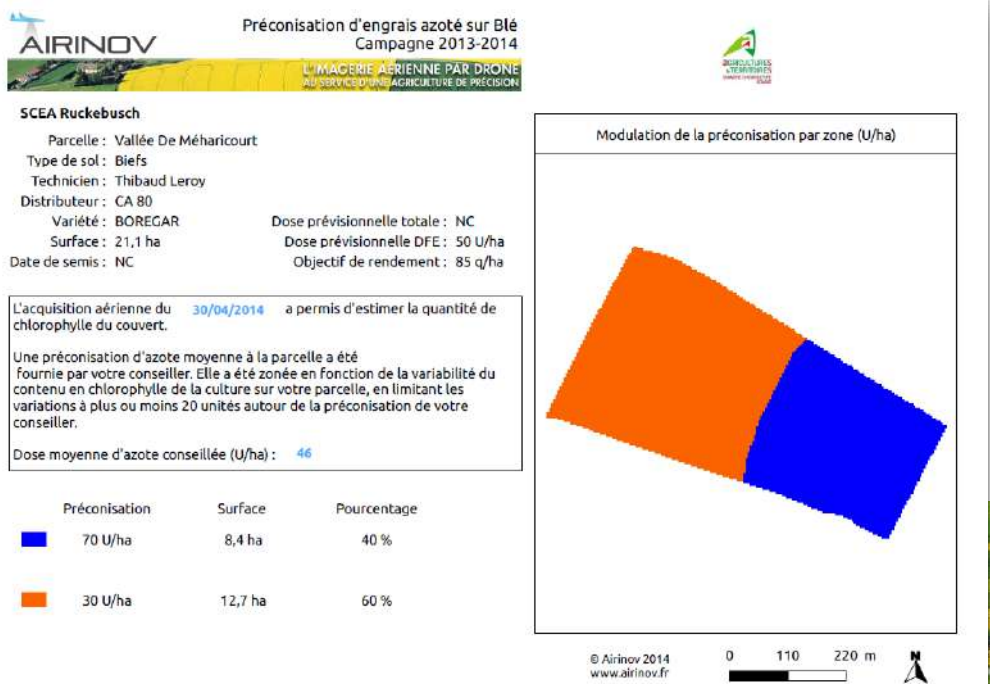 AIRINOV
Préconisation d'engrais azoté sur Blé
Campagne 2013-2014
L'IMAGERIE AÉRIENNE PAR DRONE
AU SERVICE D'UNE AGRICULTURE DE PRÉCISION
AGRICULTURES
& TERRITOIRES
SCEA Ruckebusch
Parcelle : Vallée De Méharicourt
Type de sol : Biefs
Technicien : Thibaud Leroy
Distributeur : CA 80
Variété : BOREGAR Dose prévisionnelle totale : NC
Surface : 21,1 ha Dose prévisionnelle DFE : 50 U/ha
Date de semis : NC Objectif de rendement : 85 q/ha
L'acquisition aérienne du 30/04/2014 a permis d'estimer la quantité de
chlorophylle du couvert.
Une préconisation d'azote moyenne à la parcelle a été
fournie par votre conseiller. Elle a été zonée en fonction de la variabilité du
contenu en chlorophylle de la culture sur votre parcelle, en limitant les
variations à plus ou moins 20 unités autour de la préconisation de votre
conseiller.
Dose moyenne d'azote conseillée (U/ha) : 46
Préconisation Surface Pourcentage
70 U/ha 8,4 ha 40 %
30 U/ha 12,7 ha 60 %
Modulation de la préconisation par zone (U/ha)
© Airinov 2014
www.airinov.fr
0 110 220 m
N